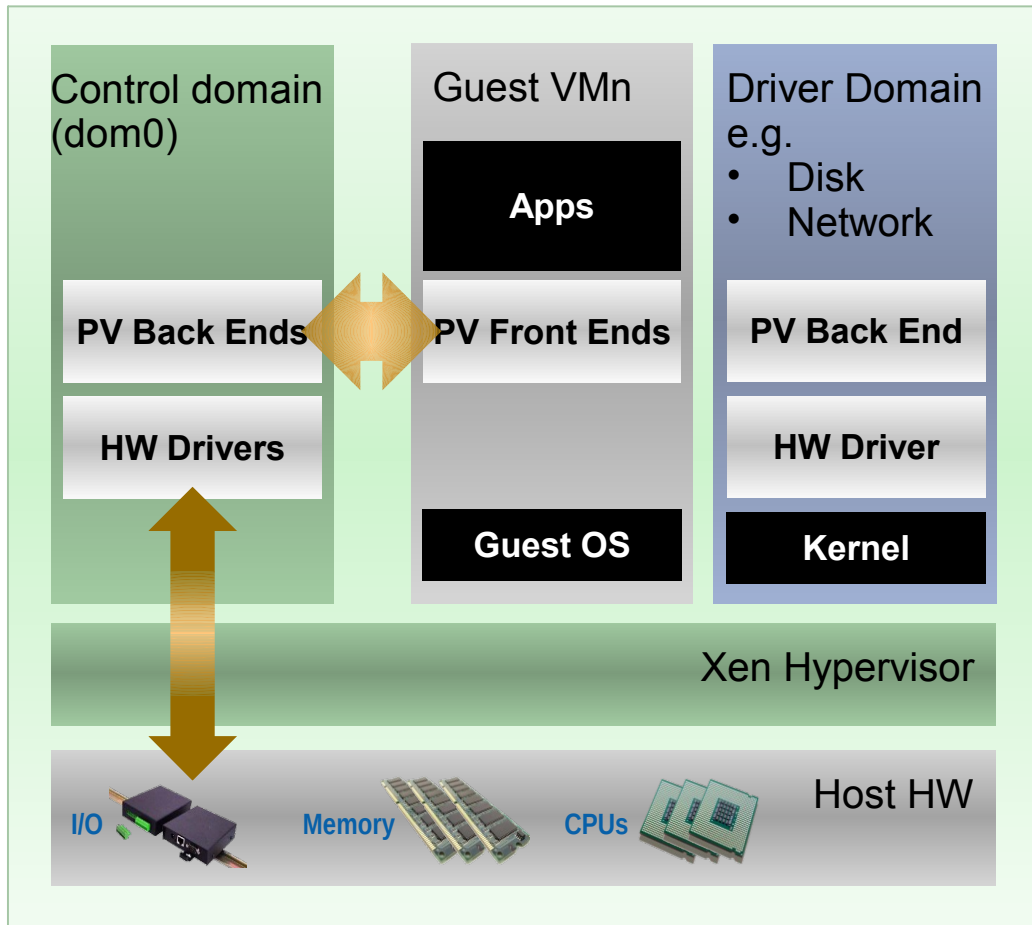 Control domain
(dom0)
PV Back Ends
HW Drivers
Guest VMn
Apps
PV Front Ends
Guest OS
Driver Domain
e.g.
• Disk
• Network
PV Back End
HW Driver
Kernel
Xen Hypervisor
Host HW
I/O
Memory
CPUs